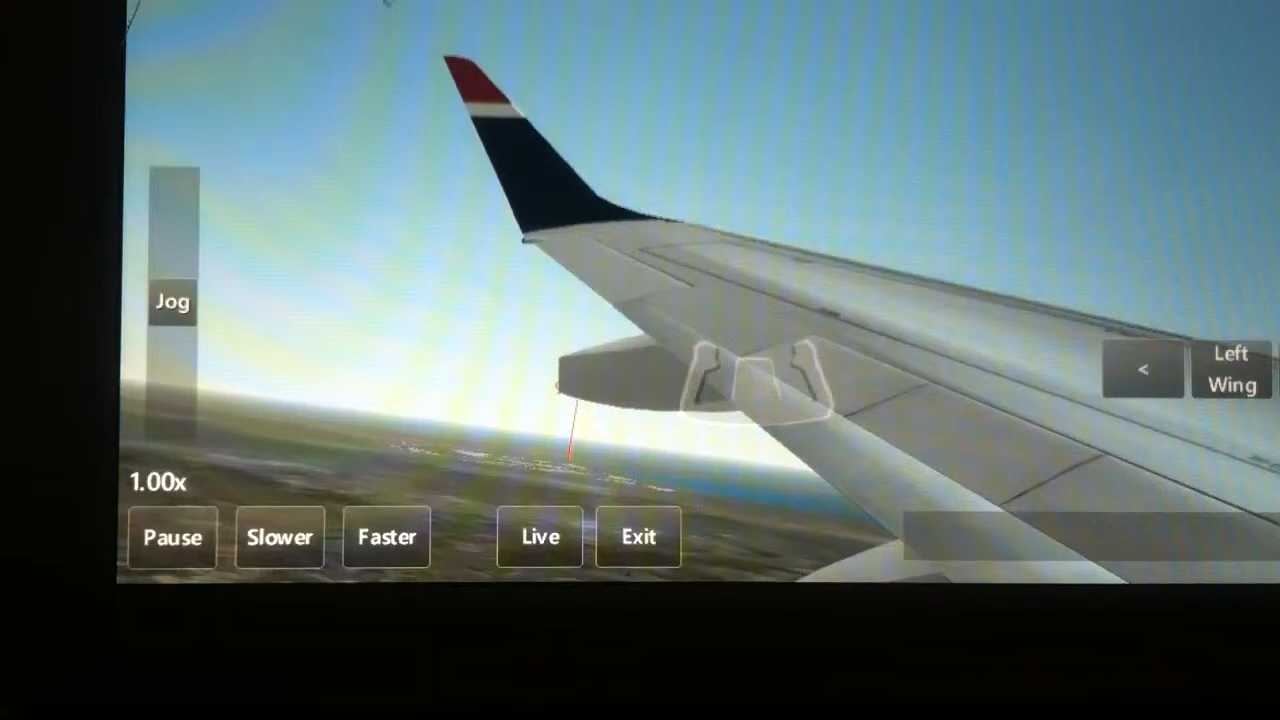 Jog
<
Left
Wing
1.00x
Pause
Slower
Faster
Live
Exit